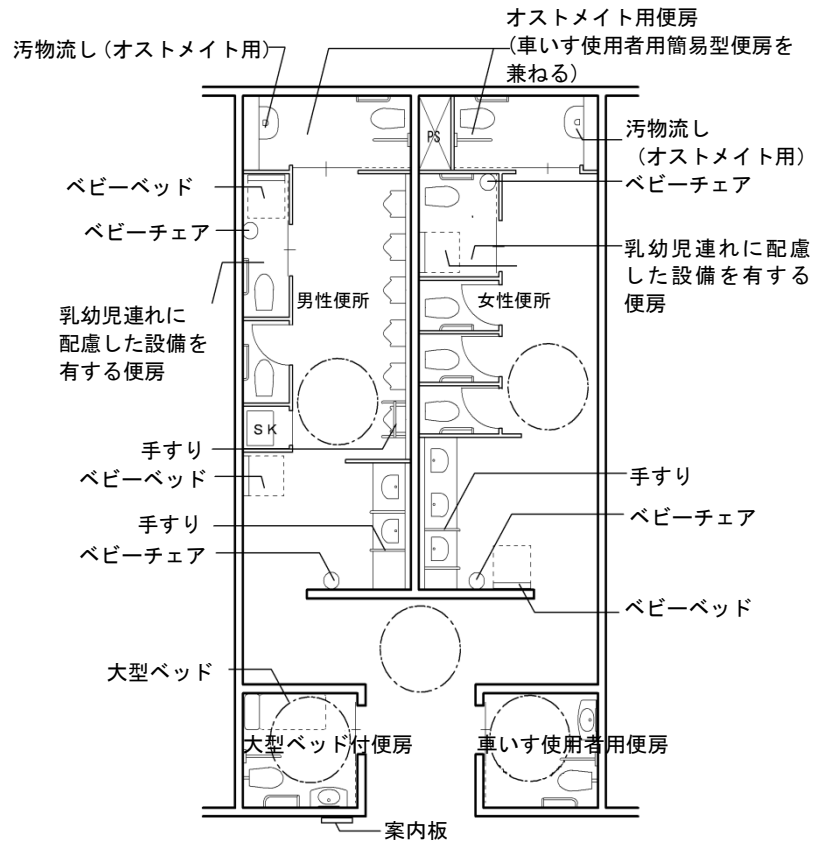 オストメイト用便房
(車いす使用者用簡易型便房を
兼ねる)
汚物流し(オストメイト用)
汚物流し
(オストメイト用)
PS
ベビーベッド
ベビーチェア
ベビーチェア
乳幼児連れに配慮
した設備を有する
便房
男性便所
女性便所
乳幼児連れに
配慮した設備を
有する便房
SK
手すり
ベビーベッド
手すり
手すり
ベビーチェア
ベビーチェア
ベビーベッド
大型ベッド
大型ベッド付便房
車いす使用者用便房
案内板